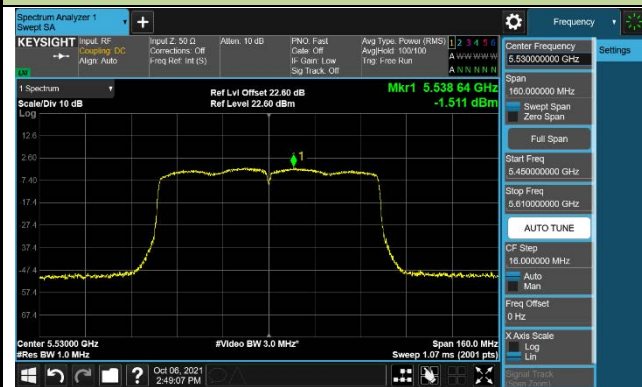 Spectrum Analyzer 1
Swept SA
Frequency
KEYSIGHT
Input: RF
Coupling: DC
Align: Auto
Input Z: 50 Ω
Corrections: Off
Freq Ref: Int (S)
Atten: 10 dB
PNO: Fast
Gate: Off
IF Gain: Low
Sig Track: Off
Avg Type: Power (RMS)
Avg|Hold: 100/100
Trig: Free Run
1 2 3 4 5 6
A W W W W W
A N N N N N
LW
1 Spectrum
Scale/Div 10 dB
Log
Ref Lvl Offset 22.60 dB
Ref Level 22.60 dBm
Mkr1 5.538 64 GHz
-1.511 dBm
1
12.6
2.60
-7.40
-17.4
-27.4
-37.4
-47.4
-57.4
-67.4
Center 5.53000 GHz
#Res BW 1.0 MHz
#Video BW 3.0 MHz*
Span 160.0 MHz
Sweep 1.07 ms (2001 pts)
Oct 06, 2021
2:49:07 PM
Center Frequency
5.530000000 GHz
Settings
Span
160.000000 MHz
Swept Span
Zero Span
Full Span
Start Freq
5.450000000 GHz
Stop Freq
5.610000000 GHz
AUTO TUNE
CF Step
16.000000 MHz
Auto
Man
Freq Offset
0 Hz
X Axis Scale
Log
Lin
Signal Track
(Span Zoom)